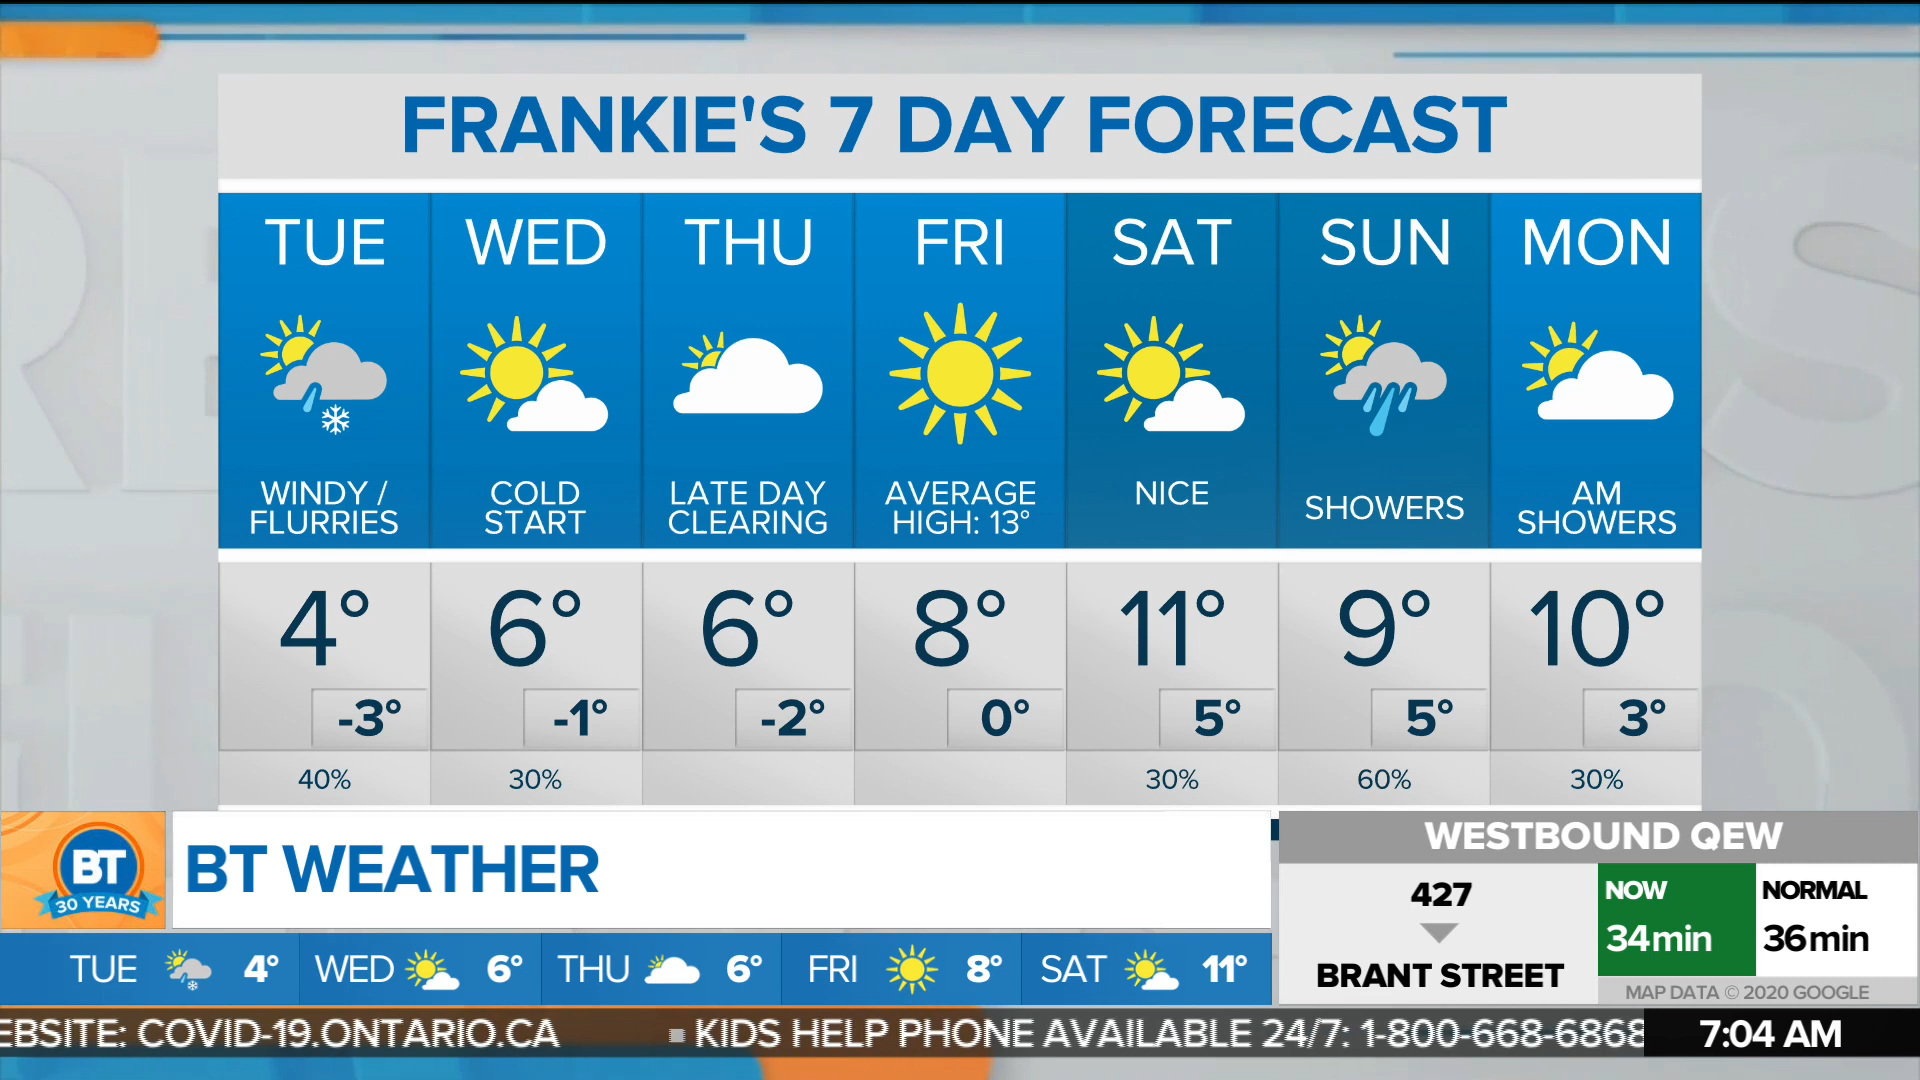 FRANKIE'S 7 DAY FORECAST
TUE WED THU FRI SAT SUN MON
WINDY /
FLURRIES
COLD
START
LATE DAY
CLEARING
AVERAGE
HIGH: 13°
NICE
SHOWERS
AM
SHOWERS
4° 6° 6° 8° 11° 9° 10°
-3° -1° -2° 0° 5° 5° 3°
40% 30% 30% 60% 30%
BT
30 YEARS
BT WEATHER
WESTBOUND QEW
427
BRANT STREET
NOW
34min
NORMAL
36min
MAP DATA © 2020 GOOGLE
TUE 4° WED 6° THU 6° FRI 8° SAT 11°
EBSITE: COVID-19.ONTARIO.CA ■ KIDS HELP PHONE AVAILABLE 24/7: 1-800-668-6868
7:04 AM